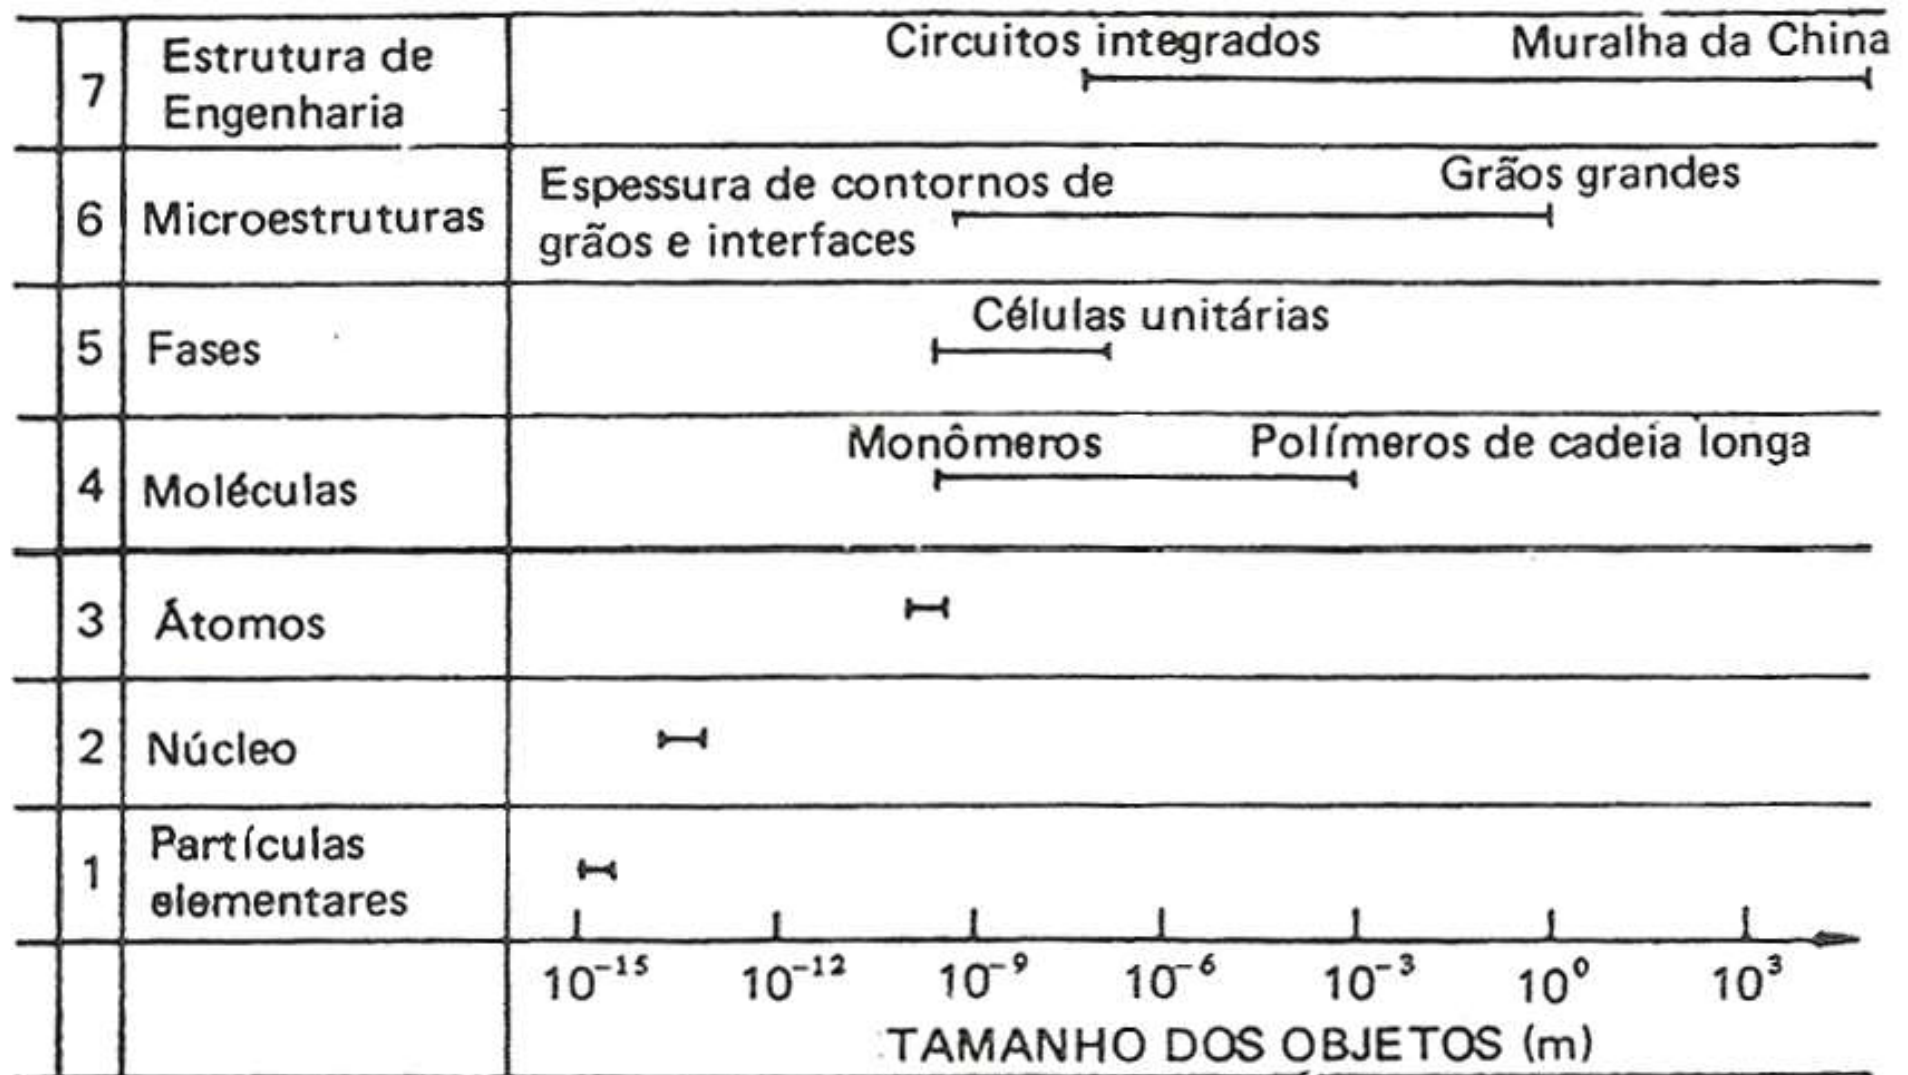 Circuitos integrados Muralha da China
7 Estrutura de
Engenharia
Espessura de contornos de Grãos grandes
6 Microestruturas
grãos e interfaces
Células unitárias
5 Fases
Monômeros Polímeros de cadeia longa
4 Moléculas
3 Átomos
2 Núcleo
1 Partículas
elementares
10⁻¹⁵ 10⁻¹² 10⁻⁹ 10⁻⁶ 10⁻³ 10⁰ 10³
TAMANHO DOS OBJETOS (m)